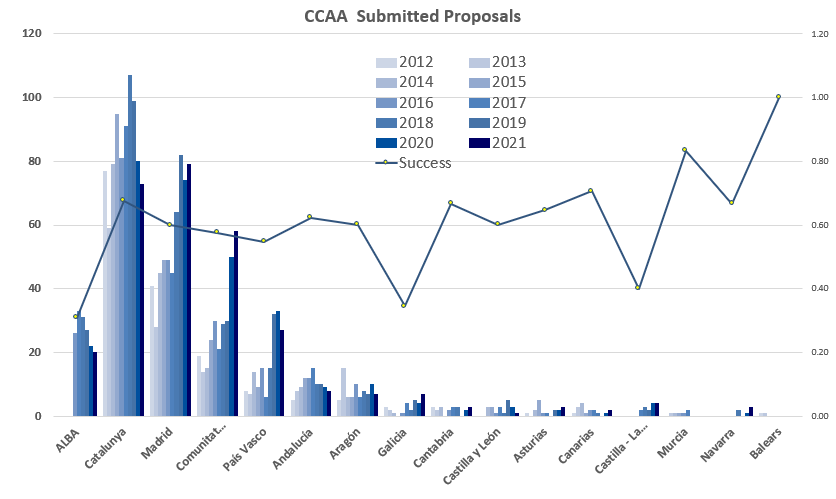 CCAA Submitted Proposals
120 1.20
2012 2013
2014 2015
100 2016 2017 1.00
2018 2019
2020 2021
80 Success 0.80
60 0.60
40 0.40
20 0.20
0 0.00
ALBA Catalunya Madrid Comunitat... País Vasco Andalucía Aragón Galicia Cantabria Castilla y León Asturias Canarias Castilla - La... Murcia Navarra Balears